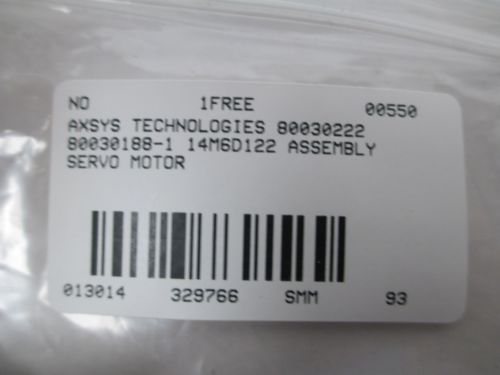 NO 1FREE 00550
AXSYS TECHNOLOGIES 80030222
80030188-1 14M6D122 ASSEMBLY
SERVO MOTOR
013014 329766 SMM 93